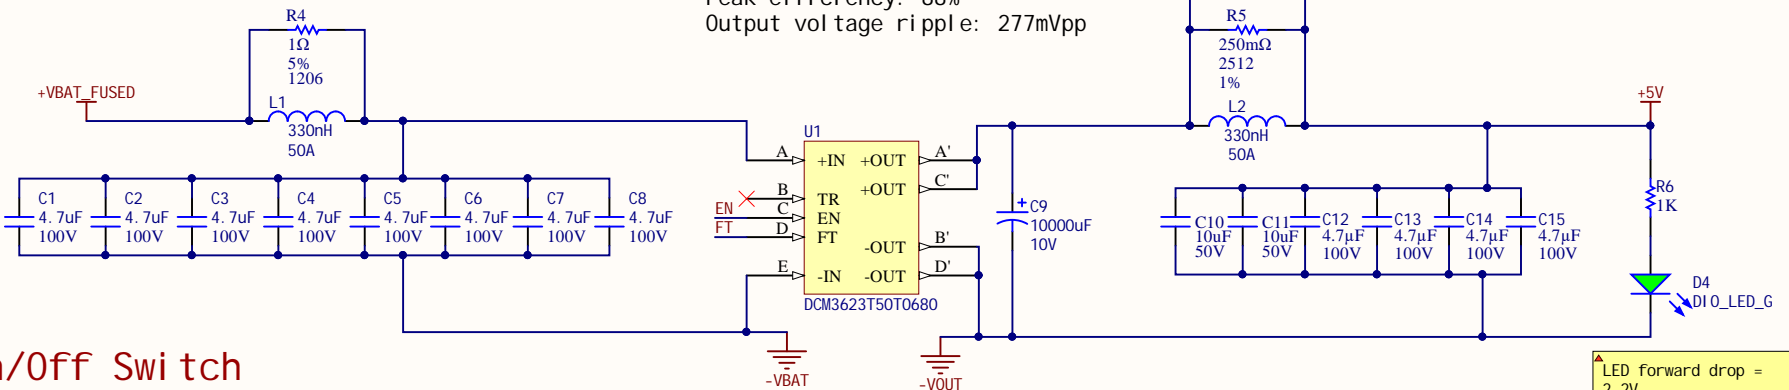 Peak efficiency: 88%
Output voltage ripple: 277mVpp
R4
1Ω
5%
1206
+VBAT_FUSED
L1
330nH
50A
C1
4.7uF
100V
C2
4.7uF
100V
C3
4.7uF
100V
C4
4.7uF
100V
C5
4.7uF
100V
C6
4.7uF
100V
C7
4.7uF
100V
C8
4.7uF
100V
U1
A
+IN
B
TR
EN
C
EN
FT
D
FT
E
-IN
+OUT
A'
+OUT
C'
-OUT
B'
-OUT
D'
DCM3623T50T0680
-VBAT
-VOUT
+
C9
10000uF
10V
R5
250mΩ
2512
1%
L2
330nH
50A
C10
10uF
50V
C11
10uF
50V
C12
4.7µF
100V
C13
4.7µF
100V
C14
4.7µF
100V
C15
4.7µF
100V
+5V
R6
1K
D4
DIO_LED_G
/Off Switch
LED forward drop =
2.2V